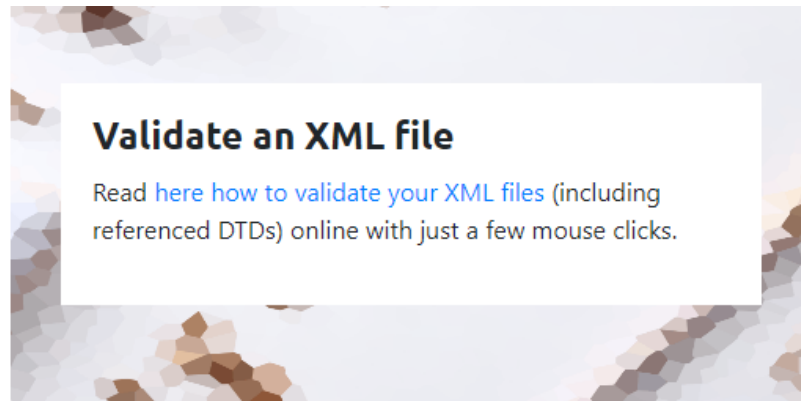 Validate an XML file
Read here how to validate your XML files (including
referenced DTDs) online with just a few mouse clicks.